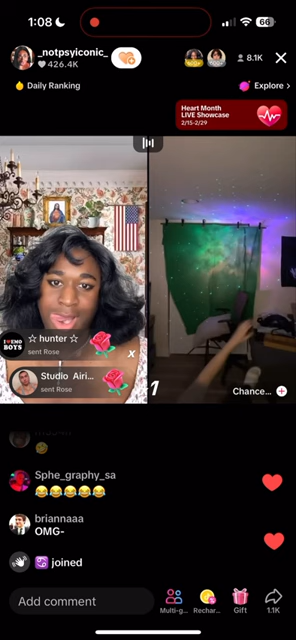 1:08
66
_notpsyiconic_
426.4K
8.1K
Daily Ranking
Explore >
Heart Month
LIVE Showcase
2/15-2/29
I ♥ EMO
BOYS
☆ hunter ☆
sent Rose
x
Studio Airi...
sent Rose
Chance...
Sphe_graphy_sa
😂😂😂😂😂
briannaaa
OMG-
♋ joined
Add comment
Multi-g...
Rechar...
Gift
1.1K